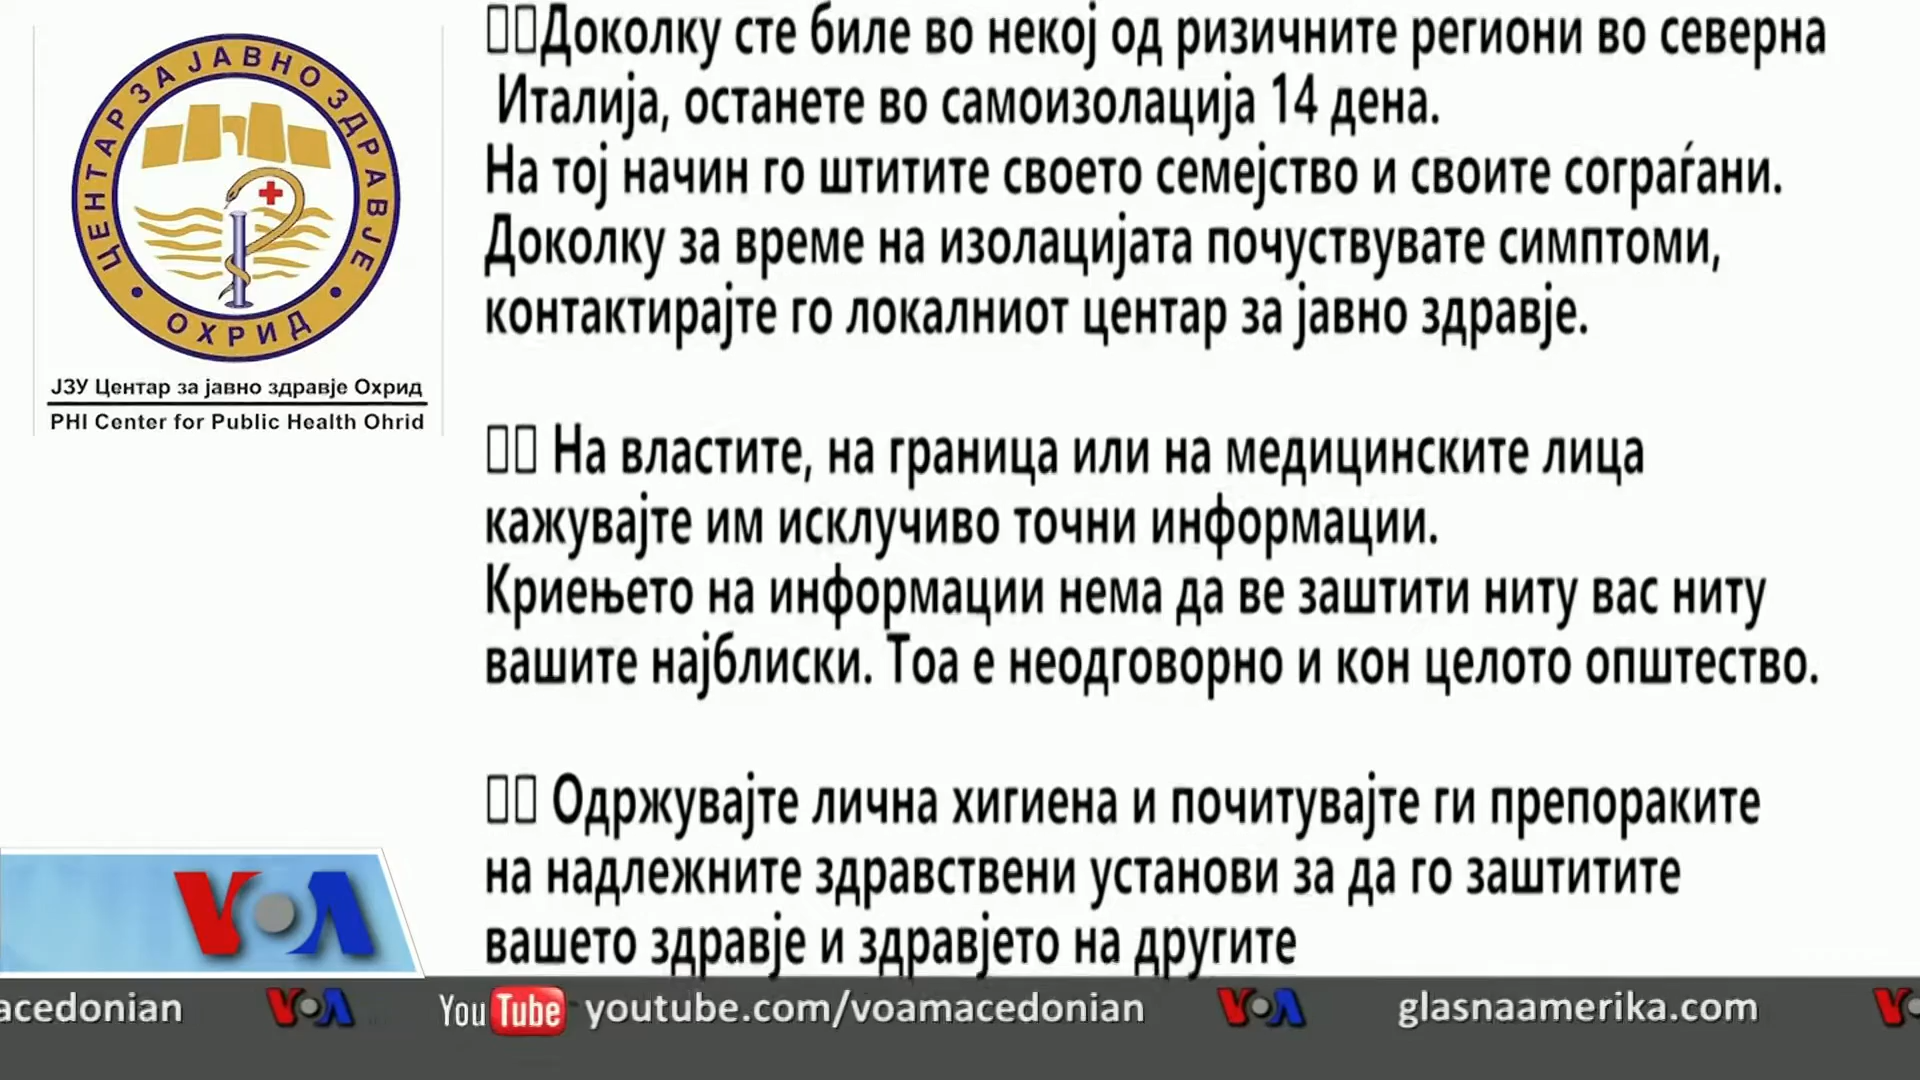 ЦЕНТАР ЗА ЈАВНО ЗДРАВЈЕ
ОХРИД
ЈЗУ Центар за јавно здравје Охрид
PHI Center for Public Health Ohrid
Доколку сте биле во некој од ризичните региони во северна
Италија, останете во самоизолација 14 дена.
На тој начин го штитите своето семејство и своите сограѓани.
Доколку за време на изолацијата почуствувате симптоми,
контактирајте го локалниот центар за јавно здравје.
На властите, на граница или на медицинските лица
кажувајте им исклучиво точни информации.
Криењето на информации нема да ве заштити ниту вас ниту
вашите најблиски. Тоа е неодговорно и кон целото општество.
Одржувајте лична хигиена и почитувајте ги препораките
на надлежните здравствени установи за да го заштитите
вашето здравје и здравјето на другите
VOA
acedonian VOA YouTube youtube.com/voamacedonian VOA glasnaamerika.com